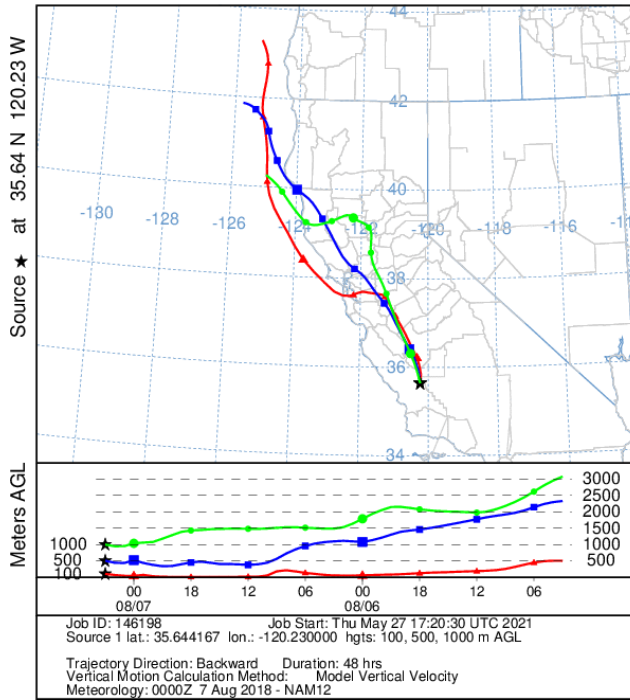 Source ★ at 35.64 N 120.23 W
44
42
40
-130 -128 -126 -124 -122 -120 -118 -116 -114
38
36
34
Meters AGL
3000
2500
2000
1500
1000 1000
500 500
100
00 18 12 06 00 18 12 06
08/07 08/06
Job ID: 146198 Job Start: Thu May 27 17:20:30 UTC 2021
Source 1 lat.: 35.644167 lon.: -120.230000 hgts: 100, 500, 1000 m AGL
Trajectory Direction: Backward Duration: 48 hrs
Vertical Motion Calculation Method: Model Vertical Velocity
Meteorology: 0000Z 7 Aug 2018 - NAM12